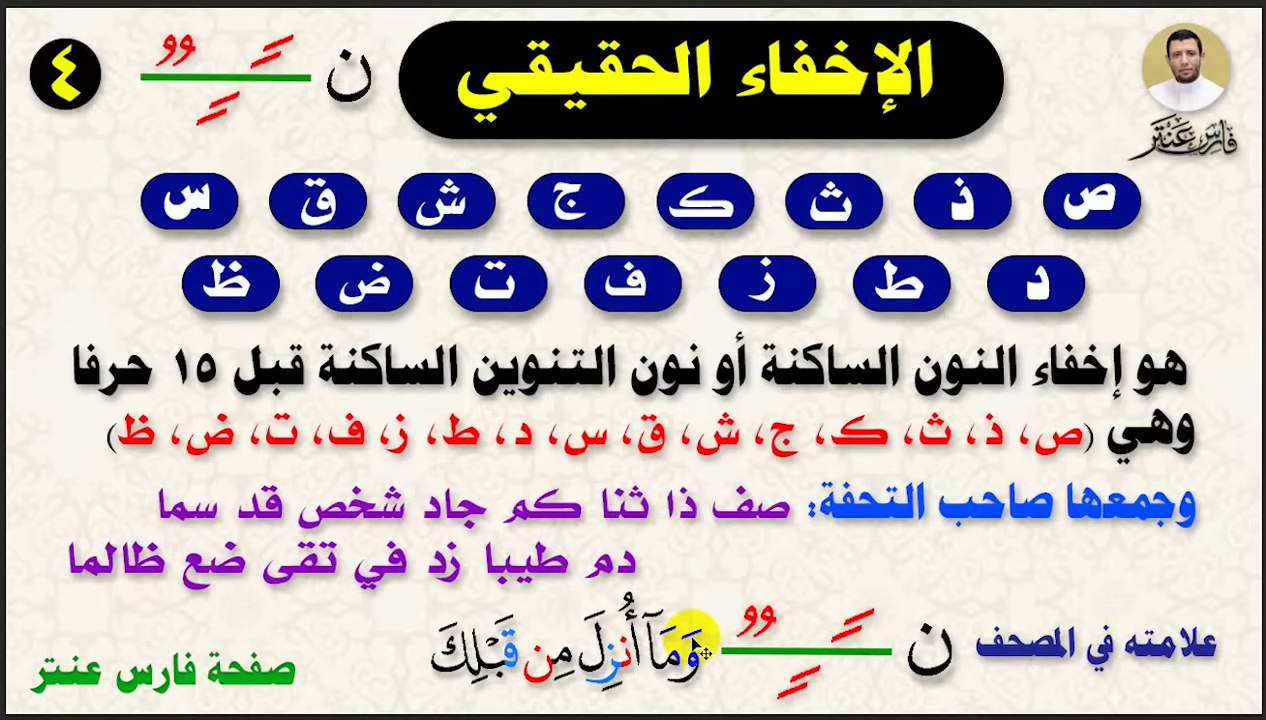 الإخفاء الحقيقي
ن
٤
فارس عنتر
ص ذ ث ك ج ش ق س
د ط ز ف ت ض ظ
هو إخفاء النون الساكنة أو نون التنوين الساكنة قبل ١٥ حرفا
وهي (ص، ذ، ث، ك، ج، ش، ق، س، د، ط، ز، ف، ت، ض، ظ)
وجمعها صاحب التحفة: صف ذا ثنا كم جاد شخص قد سما
دم طيبا زد في تقى ضع ظالما
علامته في المصحف ن وَمَآ أُنزِلَ مِن قَبْلِكَ
صفحة فارس عنتر